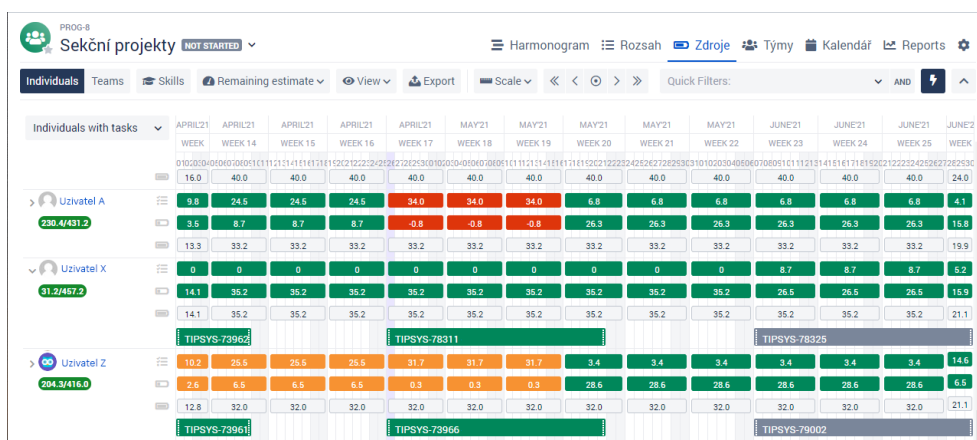 PROG-8
Sekční projekty NOT STARTED
Harmonogram Rozsah Zdroje Týmy Kalendář Reports
Individuals Teams Skills Remaining estimate View Export Scale Quick Filters: AND
Individuals with tasks APRIL'21 APRIL'21 APRIL'21 APRIL'21 APRIL'21 MAY'21 MAY'21 MAY'21 MAY'21 MAY'21 JUNE'21 JUNE'21 JUNE'21 JUNE'2
WEEK WEEK 14 WEEK 15 WEEK 16 WEEK 17 WEEK 18 WEEK 19 WEEK 20 WEEK 21 WEEK 22 WEEK 23 WEEK 24 WEEK 25 WEEK
16.0 40.0 40.0 40.0 40.0 40.0 40.0 40.0 40.0 40.0 40.0 40.0 40.0 24.0
Uzivatel A 9.8 24.5 24.5 24.5 34.0 34.0 34.0 6.8 6.8 6.8 6.8 6.8 6.8 4.1
230.4/431.2 3.5 8.7 8.7 8.7 -0.8 -0.8 -0.8 26.3 26.3 26.3 26.3 26.3 26.3 15.8
13.3 33.2 33.2 33.2 33.2 33.2 33.2 33.2 33.2 33.2 33.2 33.2 33.2 19.9
Uzivatel X 0 0 0 0 0 0 0 0 0 0 8.7 8.7 8.7 5.2
31.2/457.2 14.1 35.2 35.2 35.2 35.2 35.2 35.2 35.2 35.2 35.2 26.5 26.5 26.5 15.9
14.1 35.2 35.2 35.2 35.2 35.2 35.2 35.2 35.2 35.2 35.2 35.2 35.2 21.1
TIPSYS-73962 TIPSYS-78311 TIPSYS-78325
Uzivatel Z 10.2 25.5 25.5 25.5 31.7 31.7 31.7 3.4 3.4 3.4 3.4 3.4 3.4 14.6
204.3/416.0 2.6 6.5 6.5 6.5 0.3 0.3 0.3 28.6 28.6 28.6 28.6 28.6 28.6 6.5
12.8 32.0 32.0 32.0 32.0 32.0 32.0 32.0 32.0 32.0 32.0 32.0 32.0 21.1
TIPSYS-73961 TIPSYS-73966 TIPSYS-79002